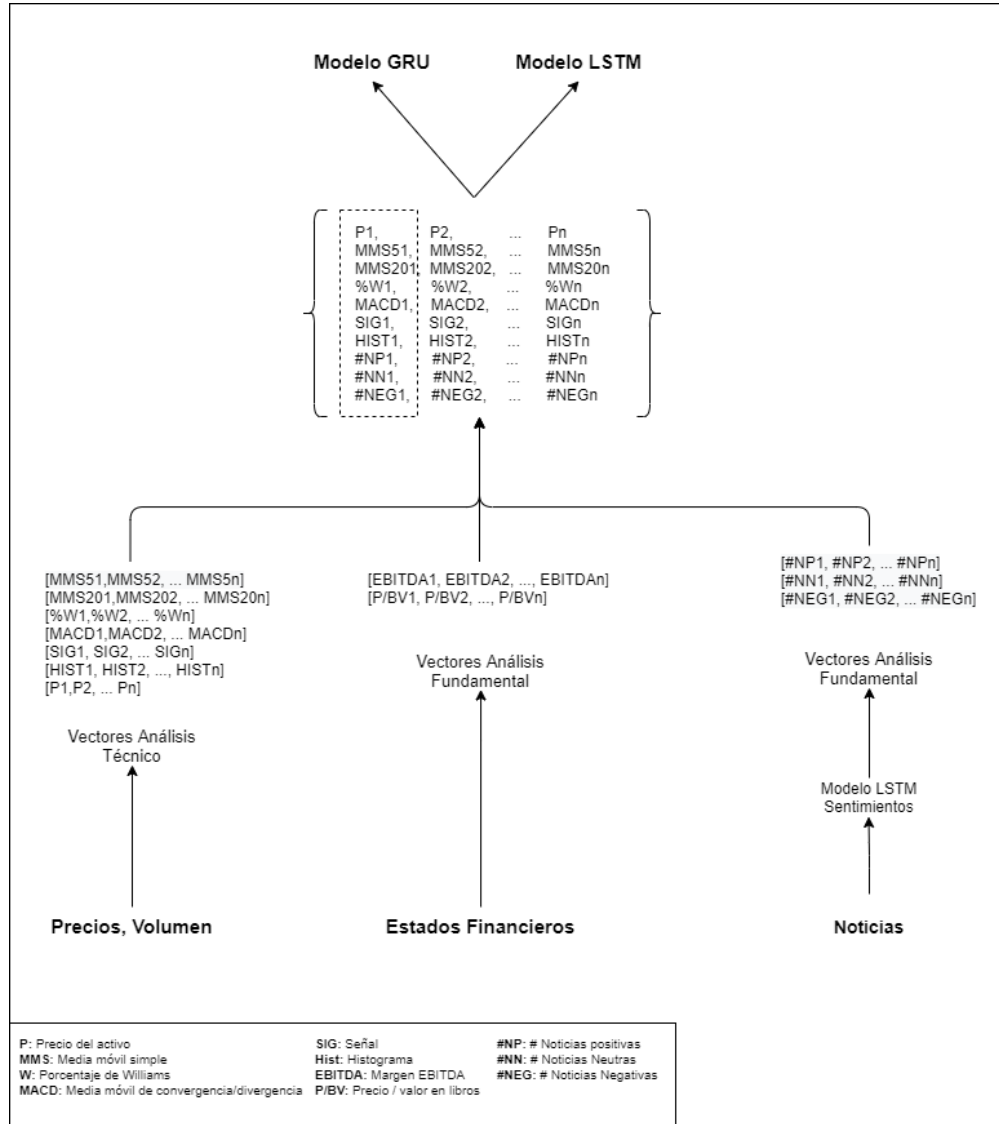 Modelo GRU Modelo LSTM
P1, P2, ... Pn
MMS51, MMS52, ... MMS5n
MMS201, MMS202, ... MMS20n
%W1, %W2, ... %Wn
MACD1, MACD2, ... MACDn
SIG1, SIG2, ... SIGn
HIST1, HIST2, ... HISTn
#NP1, #NP2, ... #NPn
#NN1, #NN2, ... #NNn
#NEG1, #NEG2, ... #NEGn
[MMS51,MMS52, ... MMS5n]
[MMS201,MMS202, ... MMS20n]
[%W1,%W2, ... %Wn]
[MACD1,MACD2, ... MACDn]
[SIG1, SIG2, ... SIGn]
[HIST1, HIST2, ..., HISTn]
[P1,P2, ... Pn]
Vectores Análisis
Técnico
Precios, Volumen
[EBITDA1, EBITDA2, ..., EBITDAn]
[P/BV1, P/BV2, ..., P/BVn]
Vectores Análisis
Fundamental
Estados Financieros
[#NP1, #NP2, ... #NPn]
[#NN1, #NN2, ... #NNn]
[#NEG1, #NEG2, ... #NEGn]
Vectores Análisis
Fundamental
Modelo LSTM
Sentimientos
Noticias
P: Precio del activo
MMS: Media móvil simple
W: Porcentaje de Williams
MACD: Media móvil de convergencia/divergencia
SIG: Señal
Hist: Histograma
EBITDA: Margen EBITDA
P/BV: Precio / valor en libros
#NP: # Noticias positivas
#NN: # Noticias Neutras
#NEG: # Noticias Negativas